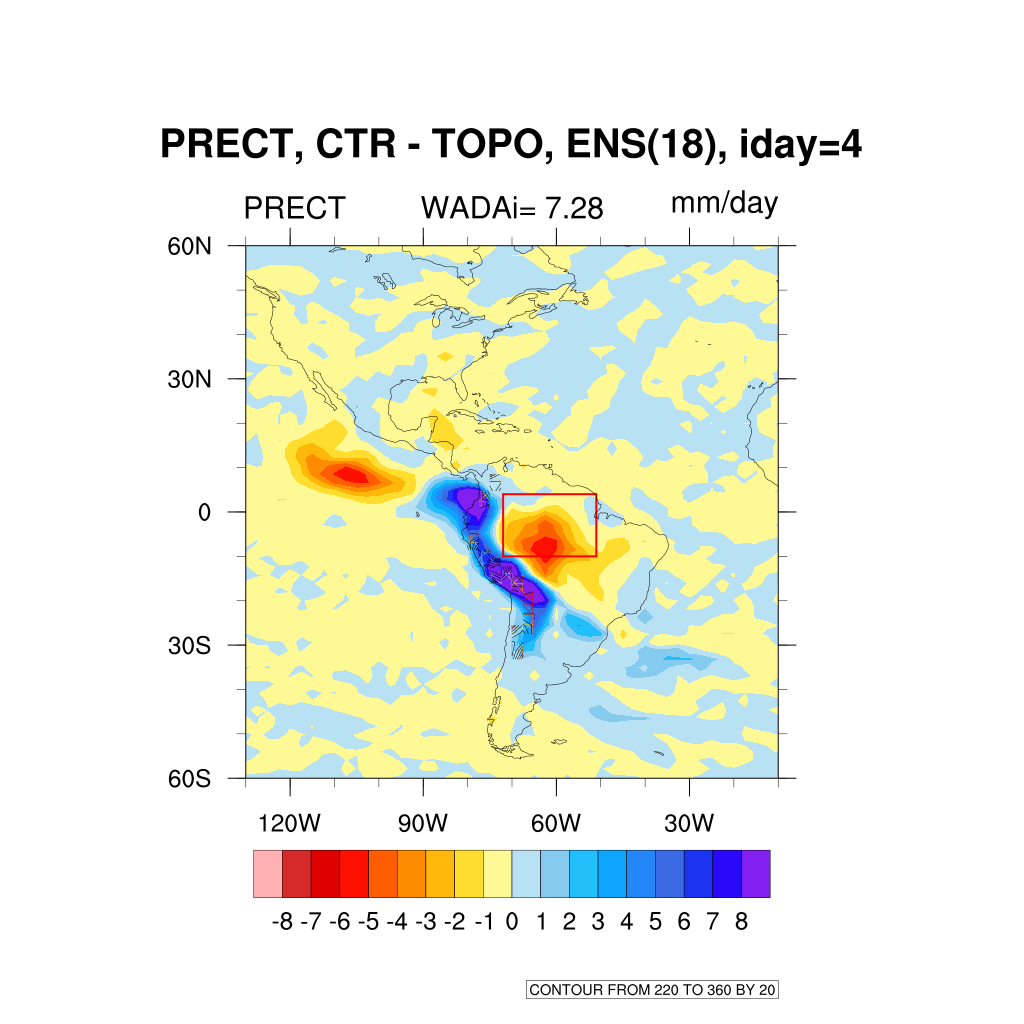 PRECT, CTR - TOPO, ENS(18), iday=4
PRECT WADAi= 7.28 mm/day
60N
30N
0
30S
60S
120W 90W 60W 30W
-8 -7 -6 -5 -4 -3 -2 -1 0 1 2 3 4 5 6 7 8
CONTOUR FROM 220 TO 360 BY 20